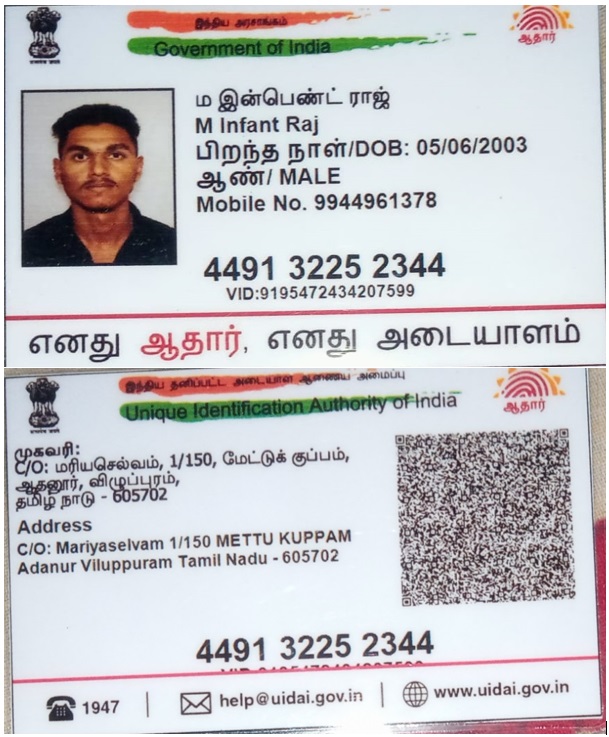 இந்திய அரசாங்கம்
Government of India
ஆதார்
ம இன்பெண்ட் ராஜ்
M Infant Raj
பிறந்த நாள்/DOB: 05/06/2003
ஆண்/ MALE
Mobile No. 9944961378
4491 3225 2344
VID:9195472434207599
எனது ஆதார், எனது அடையாளம்
இந்திய தனிப்பட்ட அடையாள ஆணைய அமைப்பு
Unique Identification Authority of India
ஆதார்
முகவரி:
C/O: மரியசெல்வம், 1/150, மேட்டுக் குப்பம்,
ஆதனூர், விழுப்புரம்,
தமிழ் நாடு - 605702
Address
C/O: Mariyaselvam 1/150 METTU KUPPAM
Adanur Viluppuram Tamil Nadu - 605702
4491 3225 2344
1947 | help@uidai.gov.in | www.uidai.gov.in